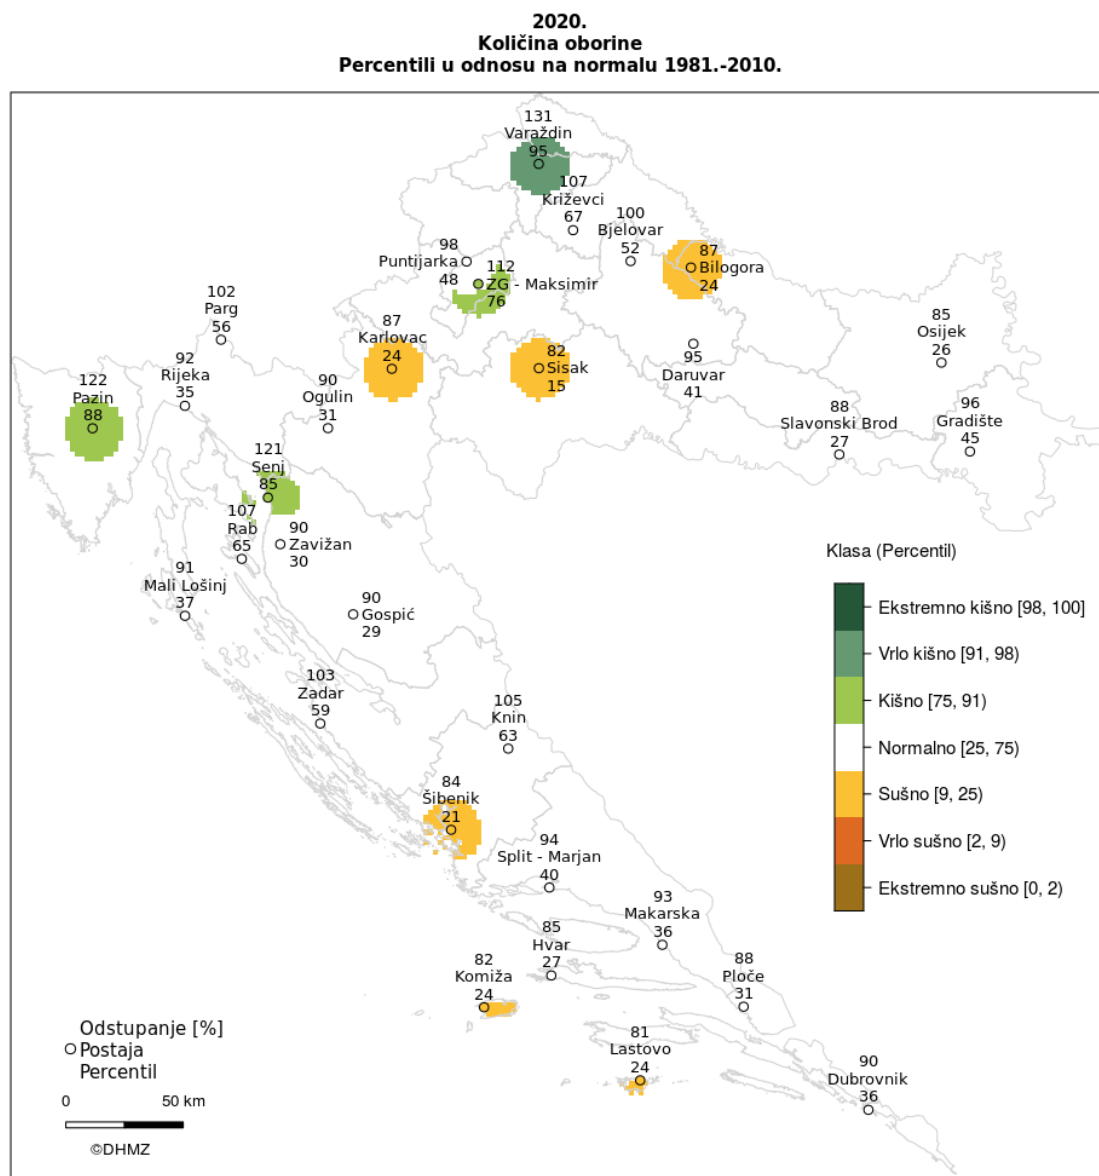 2020.
Količina oborine
Percentili u odnosu na normalu 1981.-2010.
131
Varaždin
95
107
Križevci
67
100
Bjelovar
52
98
Puntijarka
48
112
ZG - Maksimir
76
87
Bilogora
24
102
Parg
56
87
Karlovac
24
82
Sisak
15
95
Daruvar
41
85
Osijek
26
92
Rijeka
35
122
Pazin
88
90
Ogulin
31
88
Slavonski Brod
27
96
Gradište
45
121
Senj
85
107
Rab
65
90
Zavižan
30
91
Mali Lošinj
37
90
Gospić
29
103
Zadar
59
105
Knin
63
84
Šibenik
21
94
Split - Marjan
40
93
Makarska
36
85
Hvar
27
82
Komiža
24
88
Ploče
31
81
Lastovo
24
90
Dubrovnik
36
Klasa (Percentil)
Ekstremno kišno [98, 100]
Vrlo kišno [91, 98)
Kišno [75, 91)
Normalno [25, 75)
Sušno [9, 25)
Vrlo sušno [2, 9)
Ekstremno sušno [0, 2)
Odstupanje [%]
Postaja
Percentil
0 50 km
©DHMZ